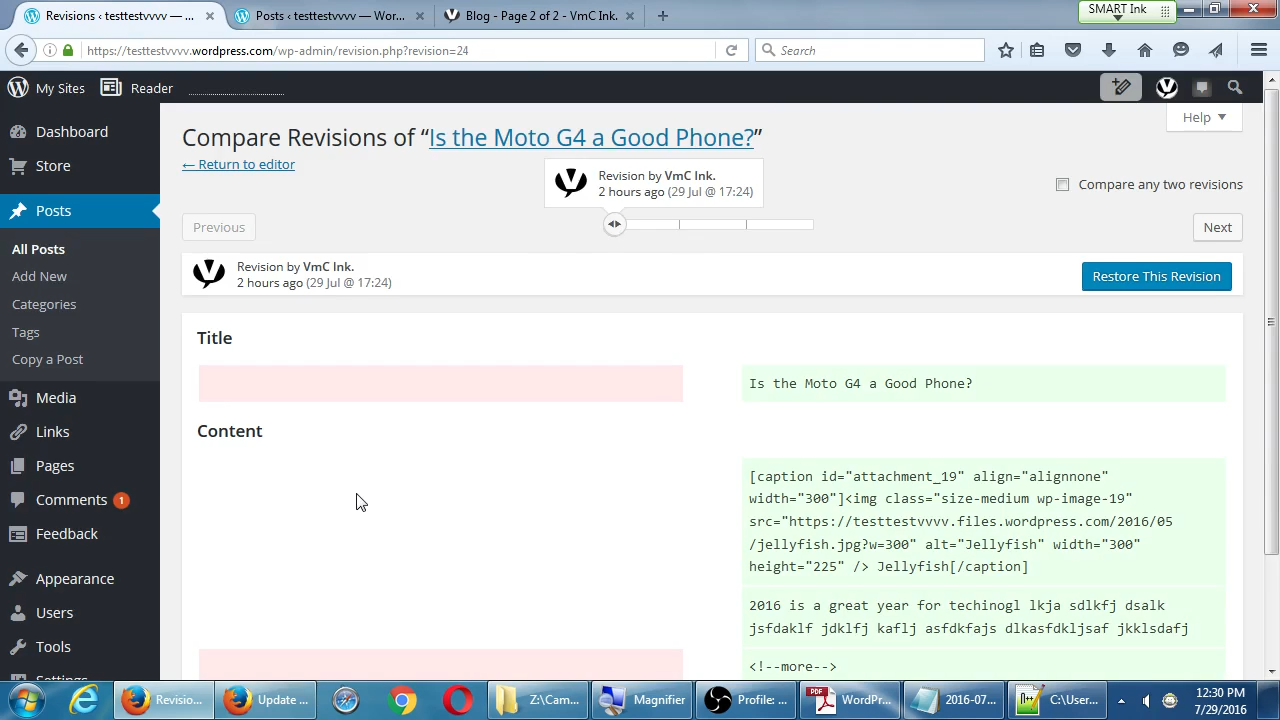 Revisions ‹ testtestvvvv — ...
Posts ‹ testtestvvvv — Wor...
Blog - Page 2 of 2 - VmC Ink.
SMART Ink
https://testtestvvvv.wordpress.com/wp-admin/revision.php?revision=24
Search
My Sites
Reader
Dashboard
Store
Posts
All Posts
Add New
Categories
Tags
Copy a Post
Media
Links
Pages
Comments 1
Feedback
Appearance
Users
Tools
Settings
Help
Compare Revisions of “Is the Moto G4 a Good Phone?”
← Return to editor
Revision by VmC Ink.
2 hours ago (29 Jul @ 17:24)
Compare any two revisions
Previous
Next
Revision by VmC Ink.
2 hours ago (29 Jul @ 17:24)
Restore This Revision
Title
Is the Moto G4 a Good Phone?
Content
[caption id="attachment_19" align="alignnone"
width="300"]<img class="size-medium wp-image-19"
src="https://testtestvvvv.files.wordpress.com/2016/05
/jellyfish.jpg?w=300" alt="Jellyfish" width="300"
height="225" /> Jellyfish[/caption]
2016 is a great year for techinogl lkja sdlkfj dsalk
jsfdaklf jdklfj kaflj asfdkfajs dlkasfdkljsaf jkklsdafj
<!--more-->
Revisio...
Update ...
Z:\Cam...
Magnifier
Profile: ...
PDF
WordPr...
2016-07...
C:\User...
12:30 PM
7/29/2016